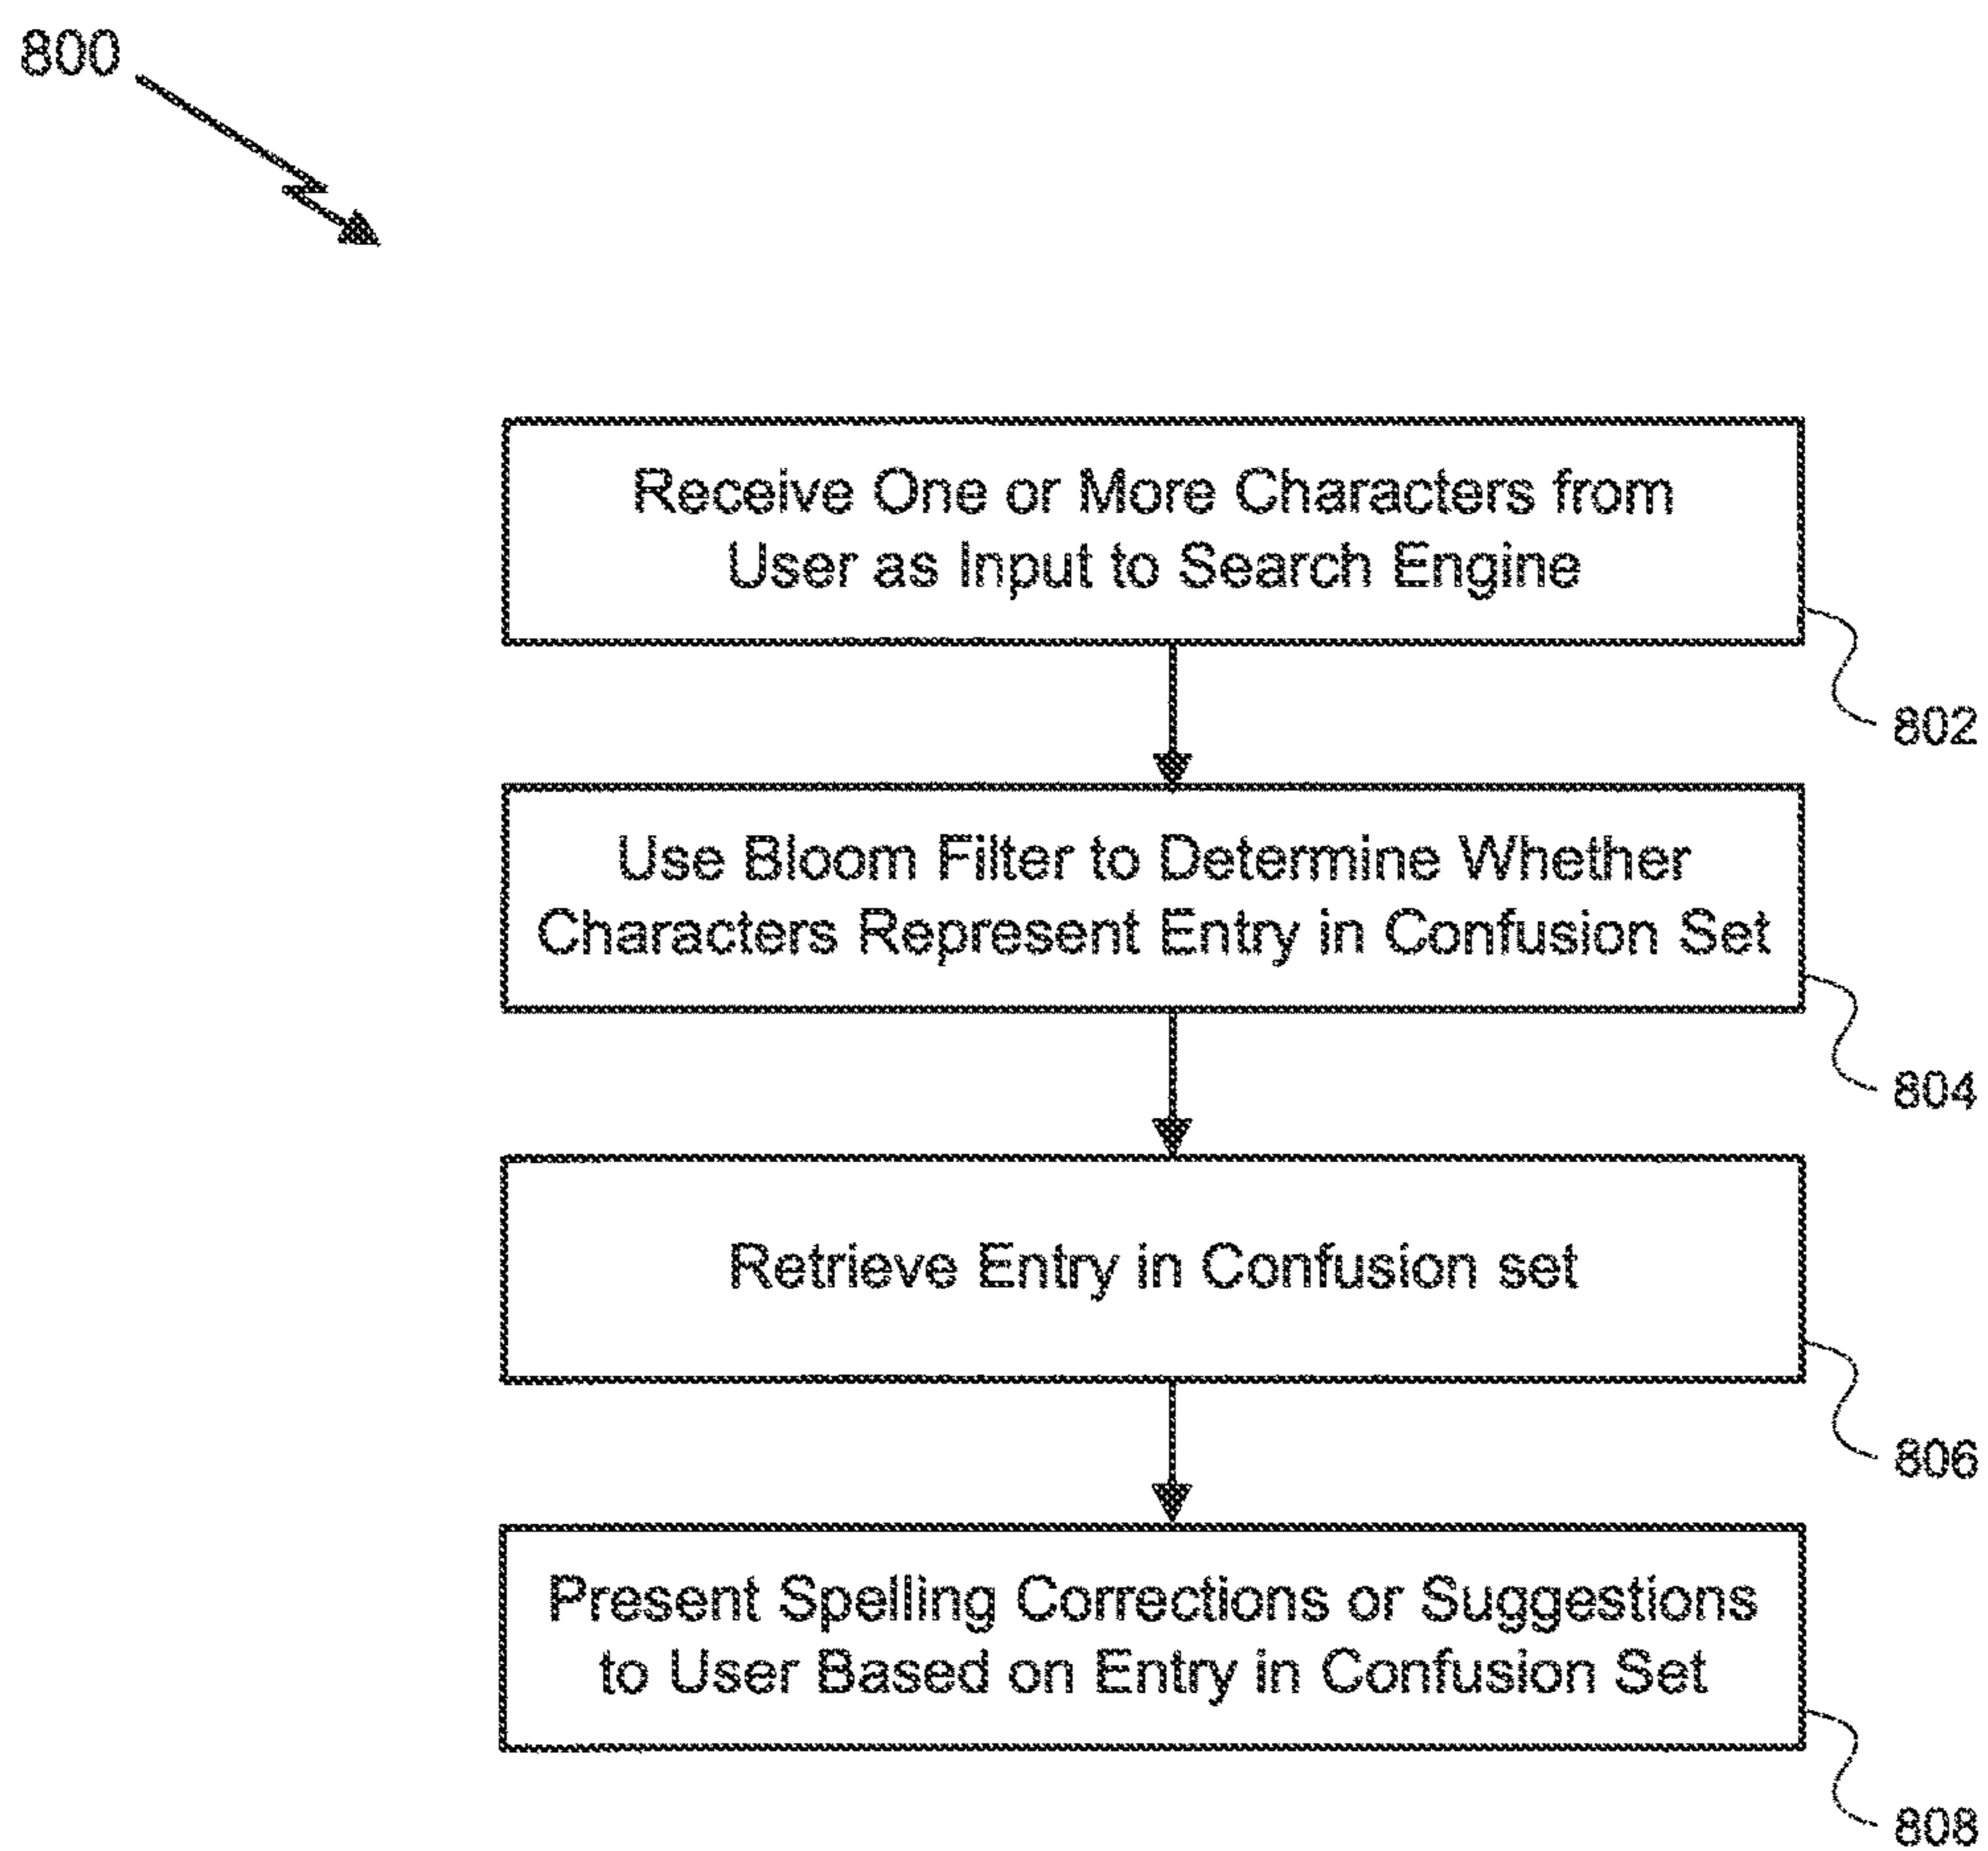 800
Receive One or More Characters from
User as Input to Search Engine
802
Use Bloom Filter to Determine Whether
Characters Represent Entry in Confusion Set
804
Retrieve Entry in Confusion set
806
Present Spelling Corrections or Suggestions
to User Based on Entry in Confusion Set
808